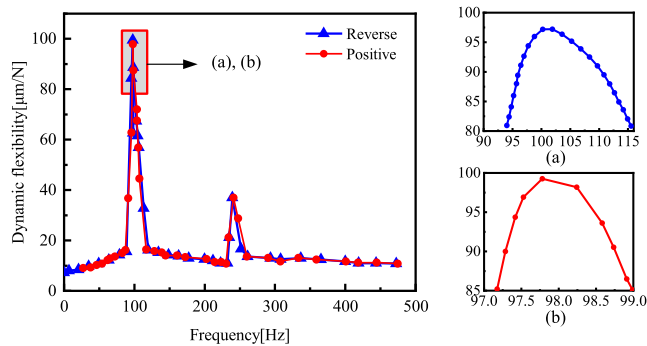 Dynamic flexibility[μm/N]
100
80
60
40
20
0
0 100 200 300 400 500
Frequency[Hz]
Reverse
Positive
(a), (b)
100
95
90
85
80
90 95 100 105 110 115
(a)
100
95
90
85
97.0 97.5 98.0 98.5 99.0
(b)